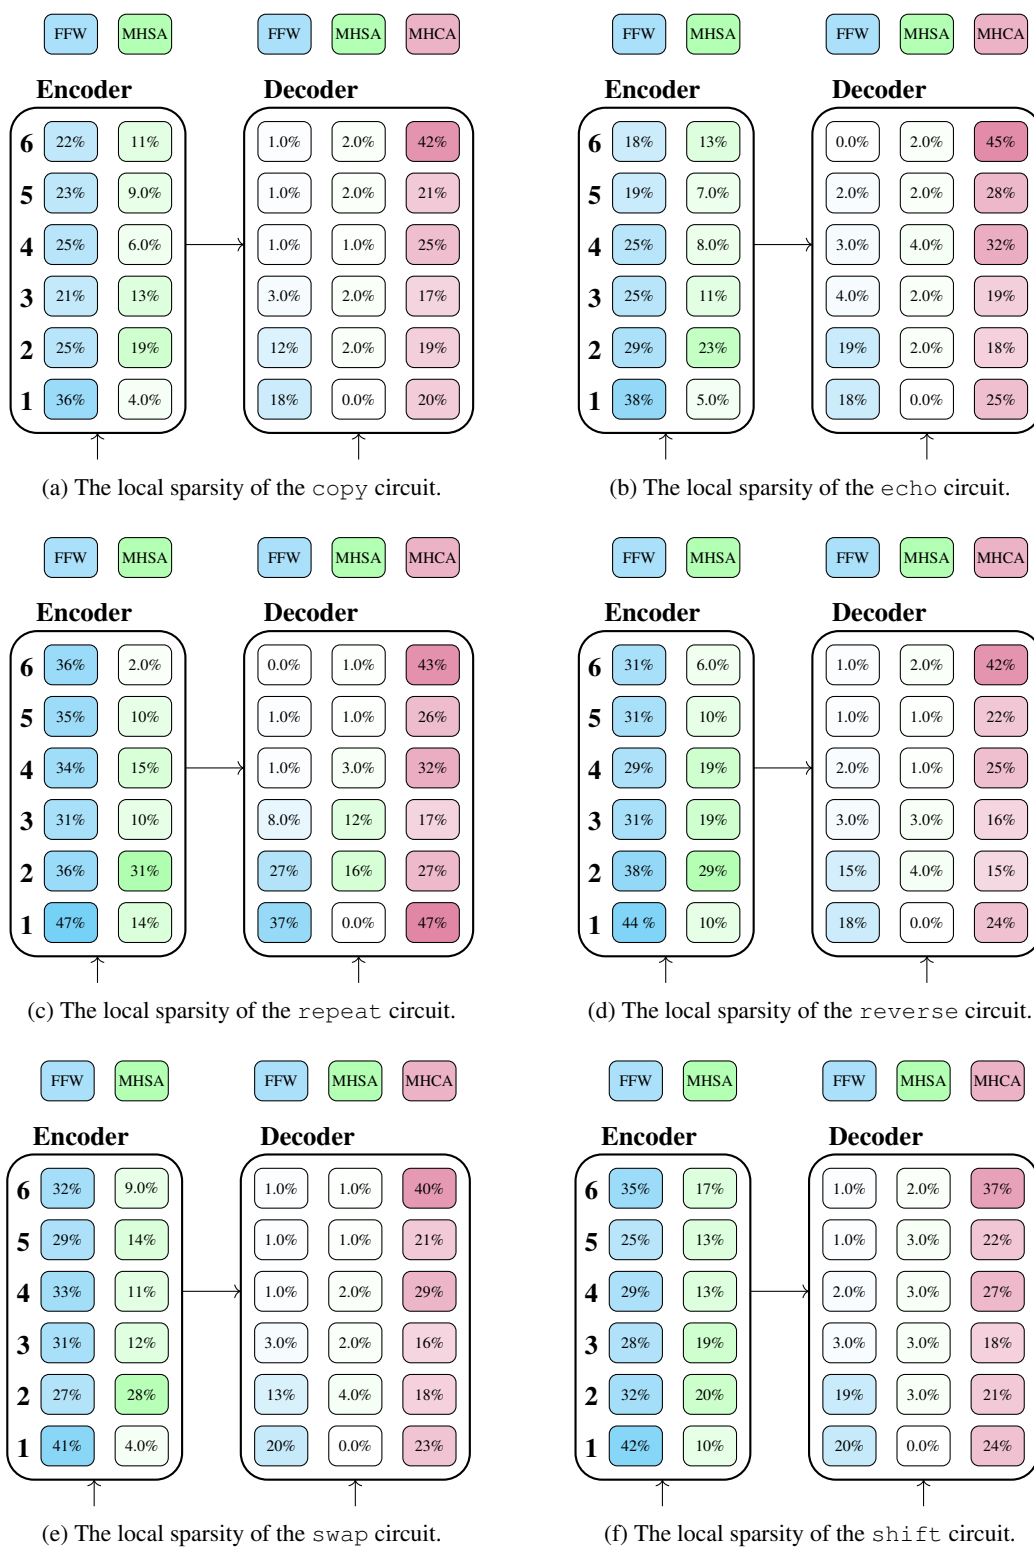 FFW MHSA FFW MHSA MHCA
Encoder Decoder
6 22% 11% 1.0% 2.0% 42%
5 23% 9.0% 1.0% 2.0% 21%
4 25% 6.0% 1.0% 1.0% 25%
3 21% 13% 3.0% 2.0% 17%
2 25% 19% 12% 2.0% 19%
1 36% 4.0% 18% 0.0% 20%
(a) The local sparsity of the copy circuit.
FFW MHSA FFW MHSA MHCA
Encoder Decoder
6 18% 13% 0.0% 2.0% 45%
5 19% 7.0% 2.0% 2.0% 28%
4 25% 8.0% 3.0% 4.0% 32%
3 25% 11% 4.0% 2.0% 19%
2 29% 23% 19% 2.0% 18%
1 38% 5.0% 18% 0.0% 25%
(b) The local sparsity of the echo circuit.
FFW MHSA FFW MHSA MHCA
Encoder Decoder
6 36% 2.0% 0.0% 1.0% 43%
5 35% 10% 1.0% 1.0% 26%
4 34% 15% 1.0% 3.0% 32%
3 31% 10% 8.0% 12% 17%
2 36% 31% 27% 16% 27%
1 47% 14% 37% 0.0% 47%
(c) The local sparsity of the repeat circuit.
FFW MHSA FFW MHSA MHCA
Encoder Decoder
6 31% 6.0% 1.0% 2.0% 42%
5 31% 10% 1.0% 1.0% 22%
4 29% 19% 2.0% 1.0% 25%
3 31% 19% 3.0% 3.0% 16%
2 38% 29% 15% 4.0% 15%
1 44 % 10% 18% 0.0% 24%
(d) The local sparsity of the reverse circuit.
FFW MHSA FFW MHSA MHCA
Encoder Decoder
6 32% 9.0% 1.0% 1.0% 40%
5 29% 14% 1.0% 1.0% 21%
4 33% 11% 1.0% 2.0% 29%
3 31% 12% 3.0% 2.0% 16%
2 27% 28% 13% 4.0% 18%
1 41% 4.0% 20% 0.0% 23%
(e) The local sparsity of the swap circuit.
FFW MHSA FFW MHSA MHCA
Encoder Decoder
6 35% 17% 1.0% 2.0% 37%
5 25% 13% 1.0% 3.0% 22%
4 29% 13% 2.0% 3.0% 27%
3 28% 19% 3.0% 3.0% 18%
2 32% 20% 19% 3.0% 21%
1 42% 10% 20% 0.0% 24%
(f) The local sparsity of the shift circuit.